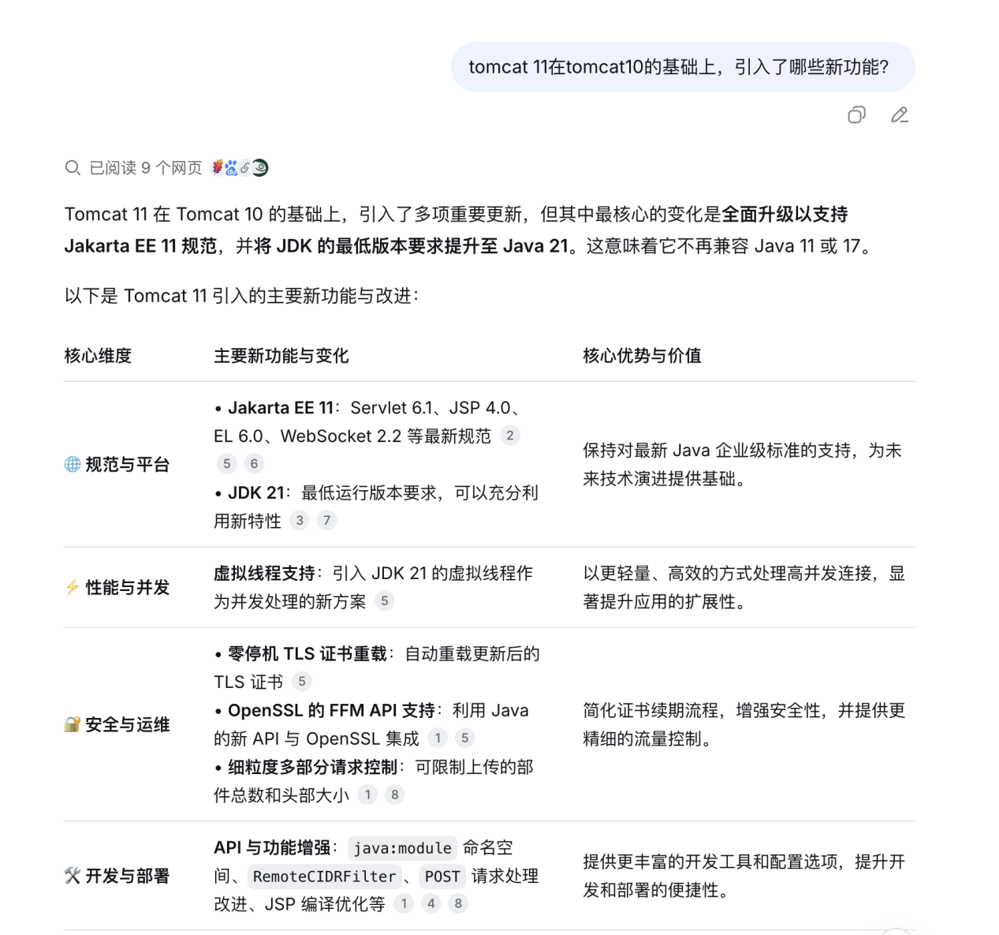 tomcat 11在tomcat10的基础上，引入了哪些新功能?
已阅读 9 个网页
Tomcat 11 在 Tomcat 10 的基础上，引入了多项重要更新，但其中最核心的变化是全面升级以支持
Jakarta EE 11 规范，并将 JDK 的最低版本要求提升至 Java 21。这意味着它不再兼容 Java 11 或 17。
以下是 Tomcat 11 引入的主要新功能与改进：
核心维度 主要新功能与变化 核心优势与价值
🌐 规范与平台
• Jakarta EE 11：Servlet 6.1、JSP 4.0、
EL 6.0、WebSocket 2.2 等最新规范 2
5 6
• JDK 21：最低运行版本要求，可以充分利
用新特性 3 7
保持对最新 Java 企业级标准的支持，为未
来技术演进提供基础。
⚡ 性能与并发
虚拟线程支持：引入 JDK 21 的虚拟线程作
为并发处理的新方案 5
以更轻量、高效的方式处理高并发连接，显
著提升应用的扩展性。
🔐 安全与运维
• 零停机 TLS 证书重载：自动重载更新后的
TLS 证书 5
• OpenSSL 的 FFM API 支持：利用 Java
的新 API 与 OpenSSL 集成 1 5
• 细粒度多部分请求控制：可限制上传的部
件总数和头部大小 1 8
简化证书续期流程，增强安全性，并提供更
精细的流量控制。
🛠 开发与部署
API 与功能增强：java:module 命名空
间、RemoteCIDRFilter、POST 请求处理
改进、JSP 编译优化等 1 4 8
提供更丰富的开发工具和配置选项，提升开
发和部署的便捷性。